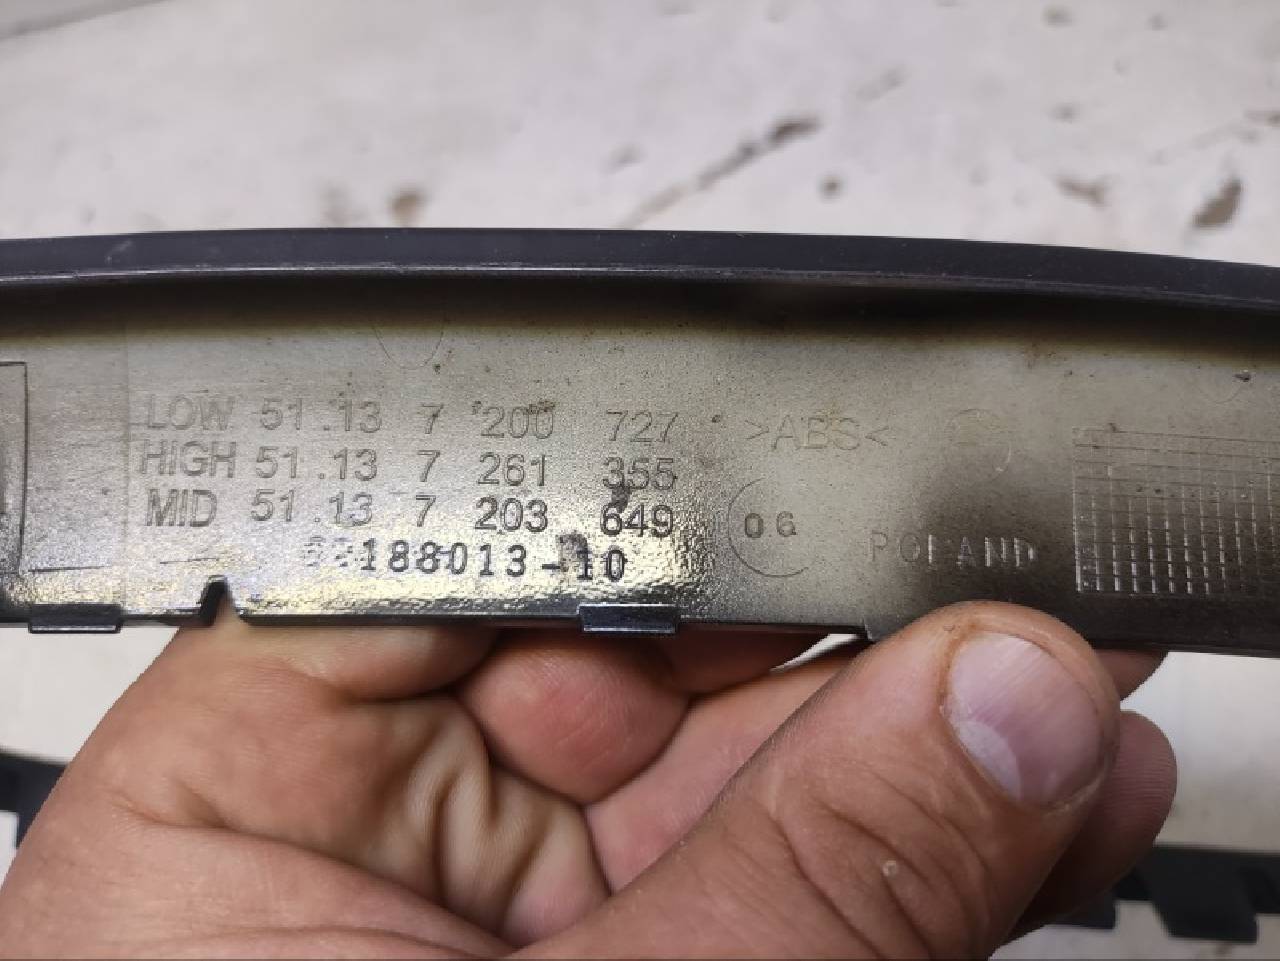 LOW 51.13 7 200 727 >ABS<
HIGH 51.13 7 261 355
MID 51.13 7 203 649 06
188013-10 POLAND